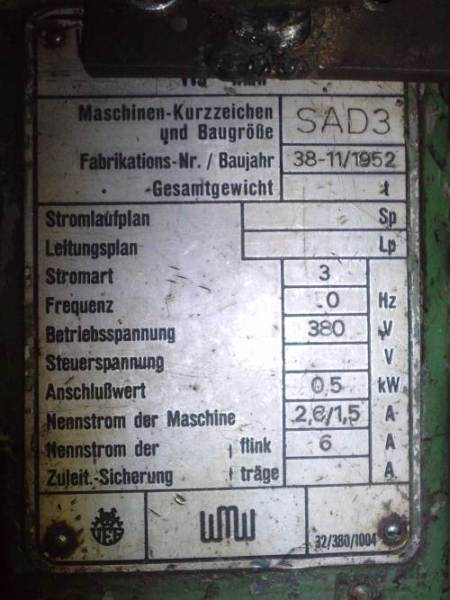 Maschinen-Kurzzeichen
und Baugröße SAD3
Fabrikations-Nr. / Baujahr 38-11/1952
Gesamtgewicht t
Stromlaufplan Sp
Leitungsplan Lp
Stromart 3
Frequenz 0 Hz
Betriebsspannung 380 V
Steuerspannung V
Anschlußwert 0,5 kW
Nennstrom der Maschine 2,6/1,5 A
Nennstrom der flink 6 A
Zuleit.-Sicherung träge A
VEB WMW 32/380/1004